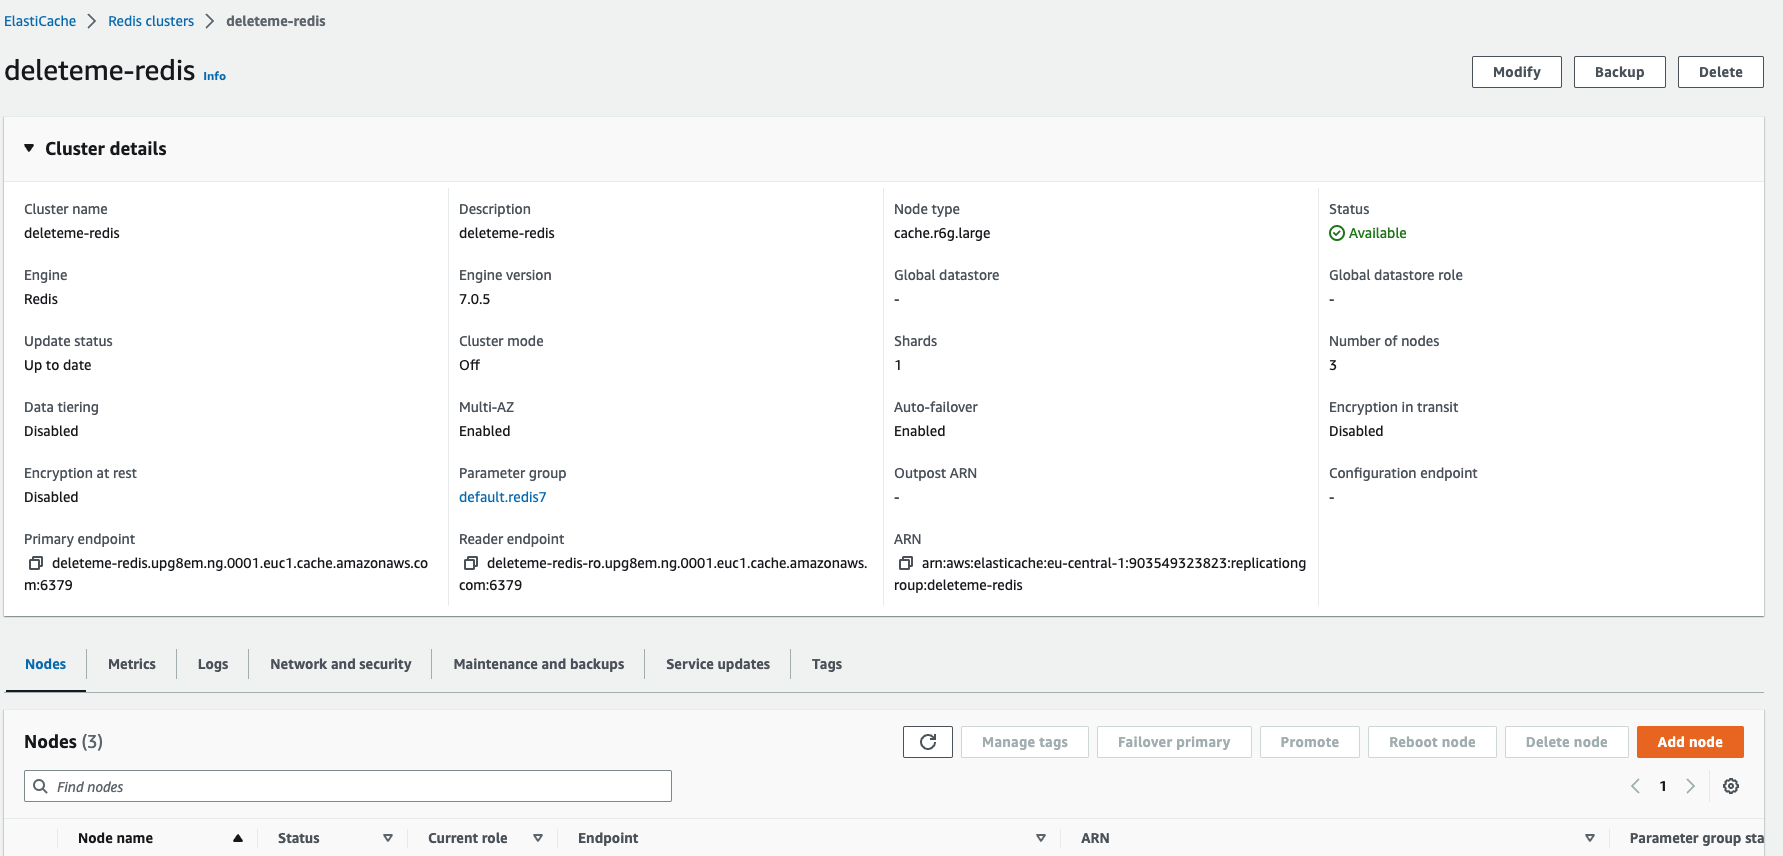 ElastiCache > Redis clusters > deleteme-redis
deleteme-redis Info
Modify
Backup
Delete
Cluster details
Cluster name
deleteme-redis
Description
deleteme-redis
Node type
cache.r6g.large
Status
Available
Engine
Redis
Engine version
7.0.5
Global datastore
-
Global datastore role
-
Update status
Up to date
Cluster mode
Off
Shards
1
Number of nodes
3
Data tiering
Disabled
Multi-AZ
Enabled
Auto-failover
Enabled
Encryption in transit
Disabled
Encryption at rest
Disabled
Parameter group
default.redis7
Outpost ARN
-
Configuration endpoint
-
Primary endpoint
deleteme-redis.upg8em.ng.0001.euc1.cache.amazonaws.co
m:6379
Reader endpoint
deleteme-redis-ro.upg8em.ng.0001.euc1.cache.amazonaws.
com:6379
ARN
arn:aws:elasticache:eu-central-1:903549323823:replicationg
roup:deleteme-redis
Nodes
Metrics
Logs
Network and security
Maintenance and backups
Service updates
Tags
Nodes (3)
Manage tags
Failover primary
Promote
Reboot node
Delete node
Add node
Find nodes
1
Node name
Status
Current role
Endpoint
ARN
Parameter group sta